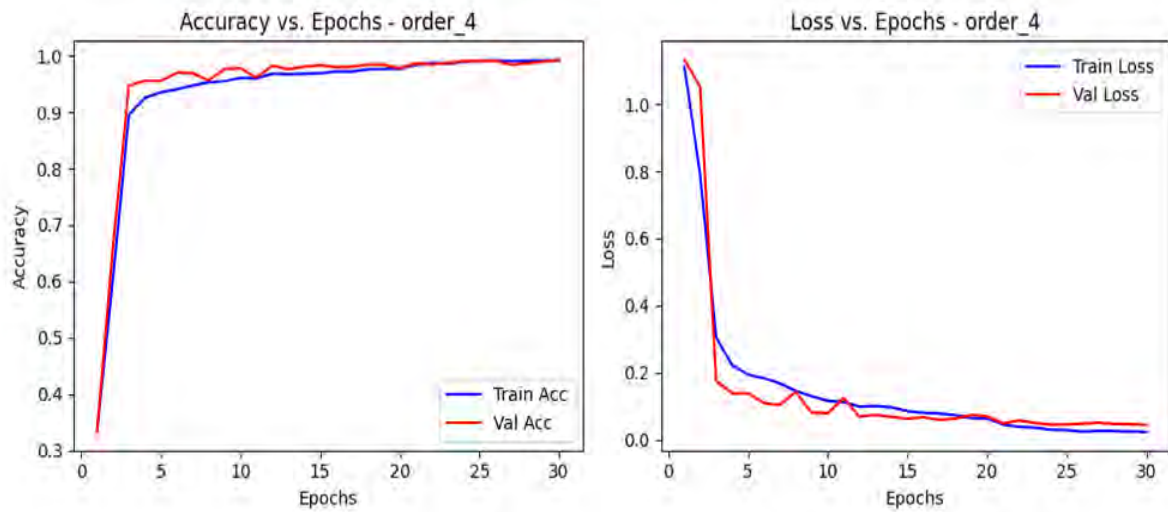 Accuracy vs. Epochs - order_4
1.0
0.9
0.8
0.7
0.6
0.5
0.4
0.3
Accuracy
0
5
10
15
20
25
30
Epochs
Train Acc
Val Acc
Loss vs. Epochs - order_4
1.0
0.8
0.6
0.4
0.2
0.0
Loss
0
5
10
15
20
25
30
Epochs
Train Loss
Val Loss